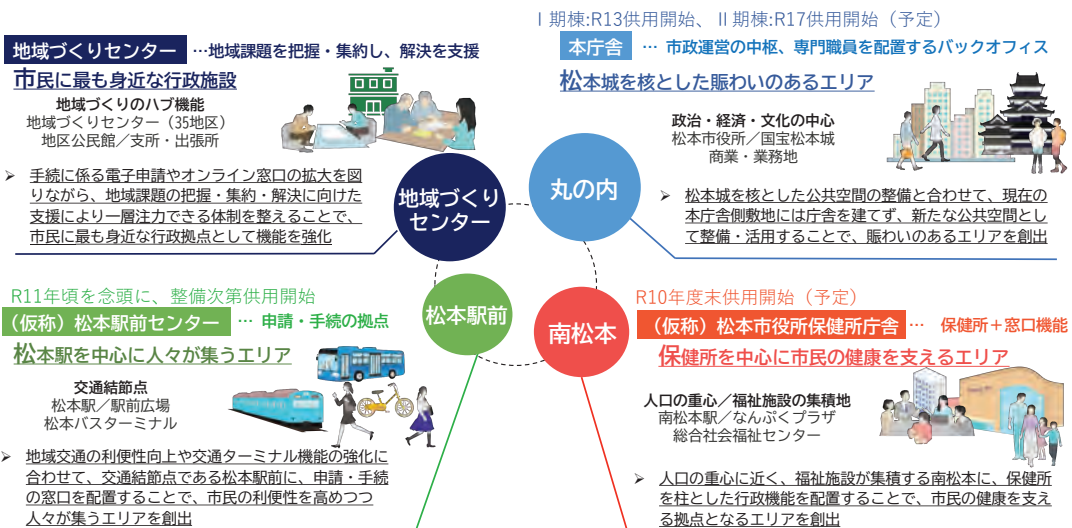 地域づくりセンター …地域課題を把握・集約し、解決を支援
市民に最も身近な行政施設
地域づくりのハブ機能
地域づくりセンター（35地区）
地区公民館／支所・出張所
➢ 手続に係る電子申請やオンライン窓口の拡大を図
りながら、地域課題の把握・集約・解決に向けた
支援により一層注力できる体制を整えることで、
市民に最も身近な行政拠点として機能を強化
Ⅰ期棟:R13供用開始、Ⅱ期棟:R17供用開始（予定）
本庁舎 … 市政運営の中枢、専門職員を配置するバックオフィス
松本城を核とした賑わいのあるエリア
政治・経済・文化の中心
松本市役所／国宝松本城
商業・業務地
➢ 松本城を核とした公共空間の整備と合わせて、現在の
本庁舎側敷地には庁舎を建てず、新たな公共空間とし
て整備・活用することで、賑わいのあるエリアを創出
地域づくり
センター
丸の内
松本駅前
南松本
R11年頃を念頭に、整備次第供用開始
（仮称）松本駅前センター … 申請・手続の拠点
松本駅を中心に人々が集うエリア
交通結節点
松本駅／駅前広場
松本バスターミナル
➢ 地域交通の利便性向上や交通ターミナル機能の強化に
合わせて、交通結節点である松本駅前に、申請・手続
の窓口を配置することで、市民の利便性を高めつつ
人々が集うエリアを創出
R10年度末供用開始（予定）
（仮称）松本市役所保健所庁舎 … 保健所＋窓口機能
保健所を中心に市民の健康を支えるエリア
人口の重心／福祉施設の集積地
南松本駅／なんぷくプラザ
総合社会福祉センター
➢ 人口の重心に近く、福祉施設が集積する南松本に、保健所
を柱とした行政機能を配置することで、市民の健康を支え
る拠点となるエリアを創出